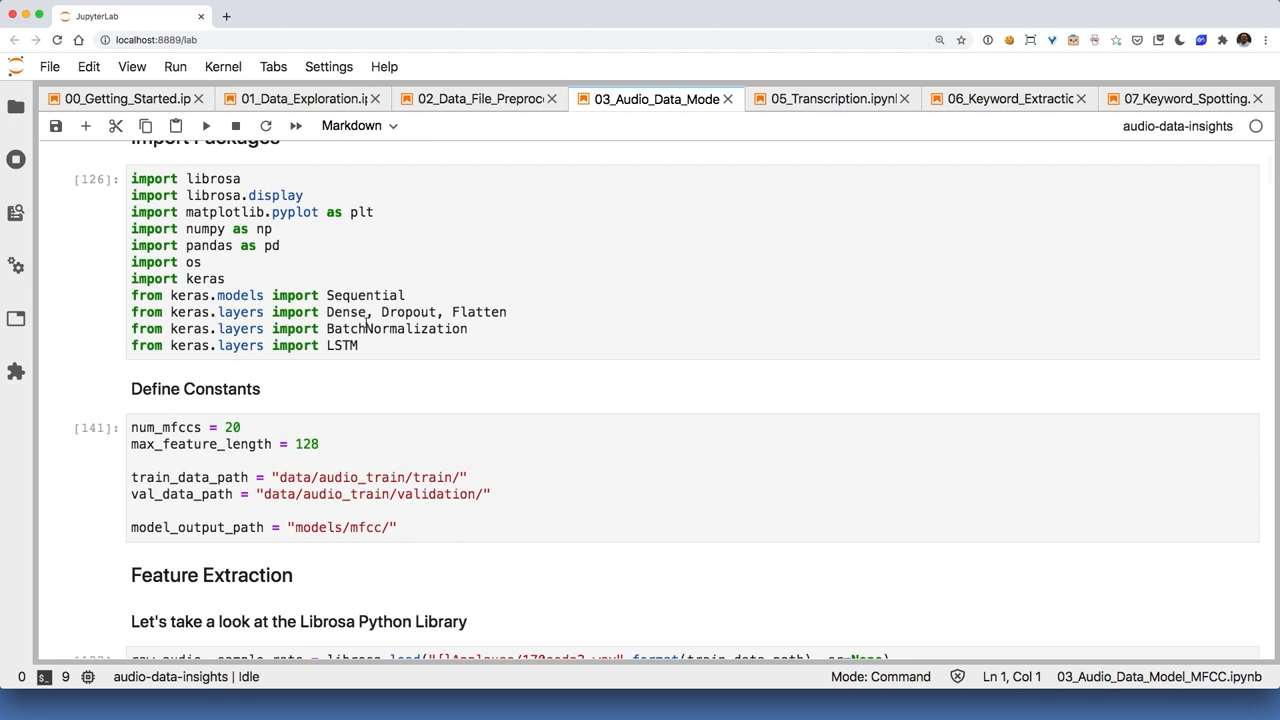 JupyterLab
localhost:8889/lab
File Edit View Run Kernel Tabs Settings Help
00_Getting_Started.ip 01_Data_Exploration.i 02_Data_File_Preproc 03_Audio_Data_Mode 05_Transcription.ipynl 06_Keyword_Extractic 07_Keyword_Spotting.
Markdown audio-data-insights
Import Packages
[126]: import librosa
import librosa.display
import matplotlib.pyplot as plt
import numpy as np
import pandas as pd
import os
import keras
from keras.models import Sequential
from keras.layers import Dense, Dropout, Flatten
from keras.layers import BatchNormalization
from keras.layers import LSTM
Define Constants
[141]: num_mfccs = 20
max_feature_length = 128
train_data_path = "data/audio_train/train/"
val_data_path = "data/audio_train/validation/"
model_output_path = "models/mfcc/"
Feature Extraction
Let's take a look at the Librosa Python Library
0 9 audio-data-insights | Idle Mode: Command Ln 1, Col 1 03_Audio_Data_Model_MFCC.ipynb